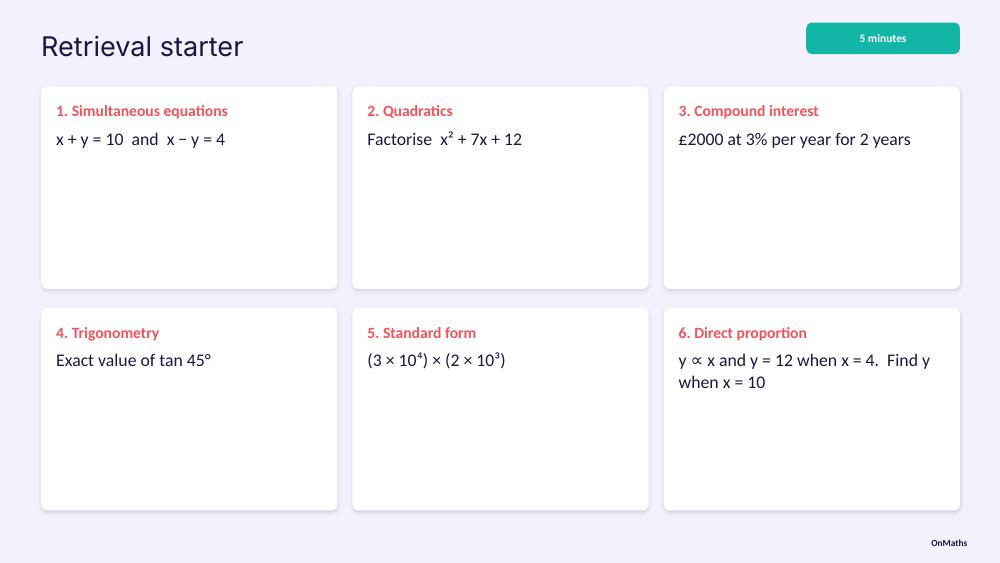 Retrieval starter
5 minutes
1. Simultaneous equations
x + y = 10  and  x − y = 4
2. Quadratics
Factorise  x² + 7x + 12
3. Compound interest
£2000 at 3% per year for 2 years
4. Trigonometry
Exact value of tan 45°
5. Standard form
(3 × 10⁴) × (2 × 10³)
6. Direct proportion
y ∝ x and y = 12 when x = 4.  Find y
when x = 10
OnMaths